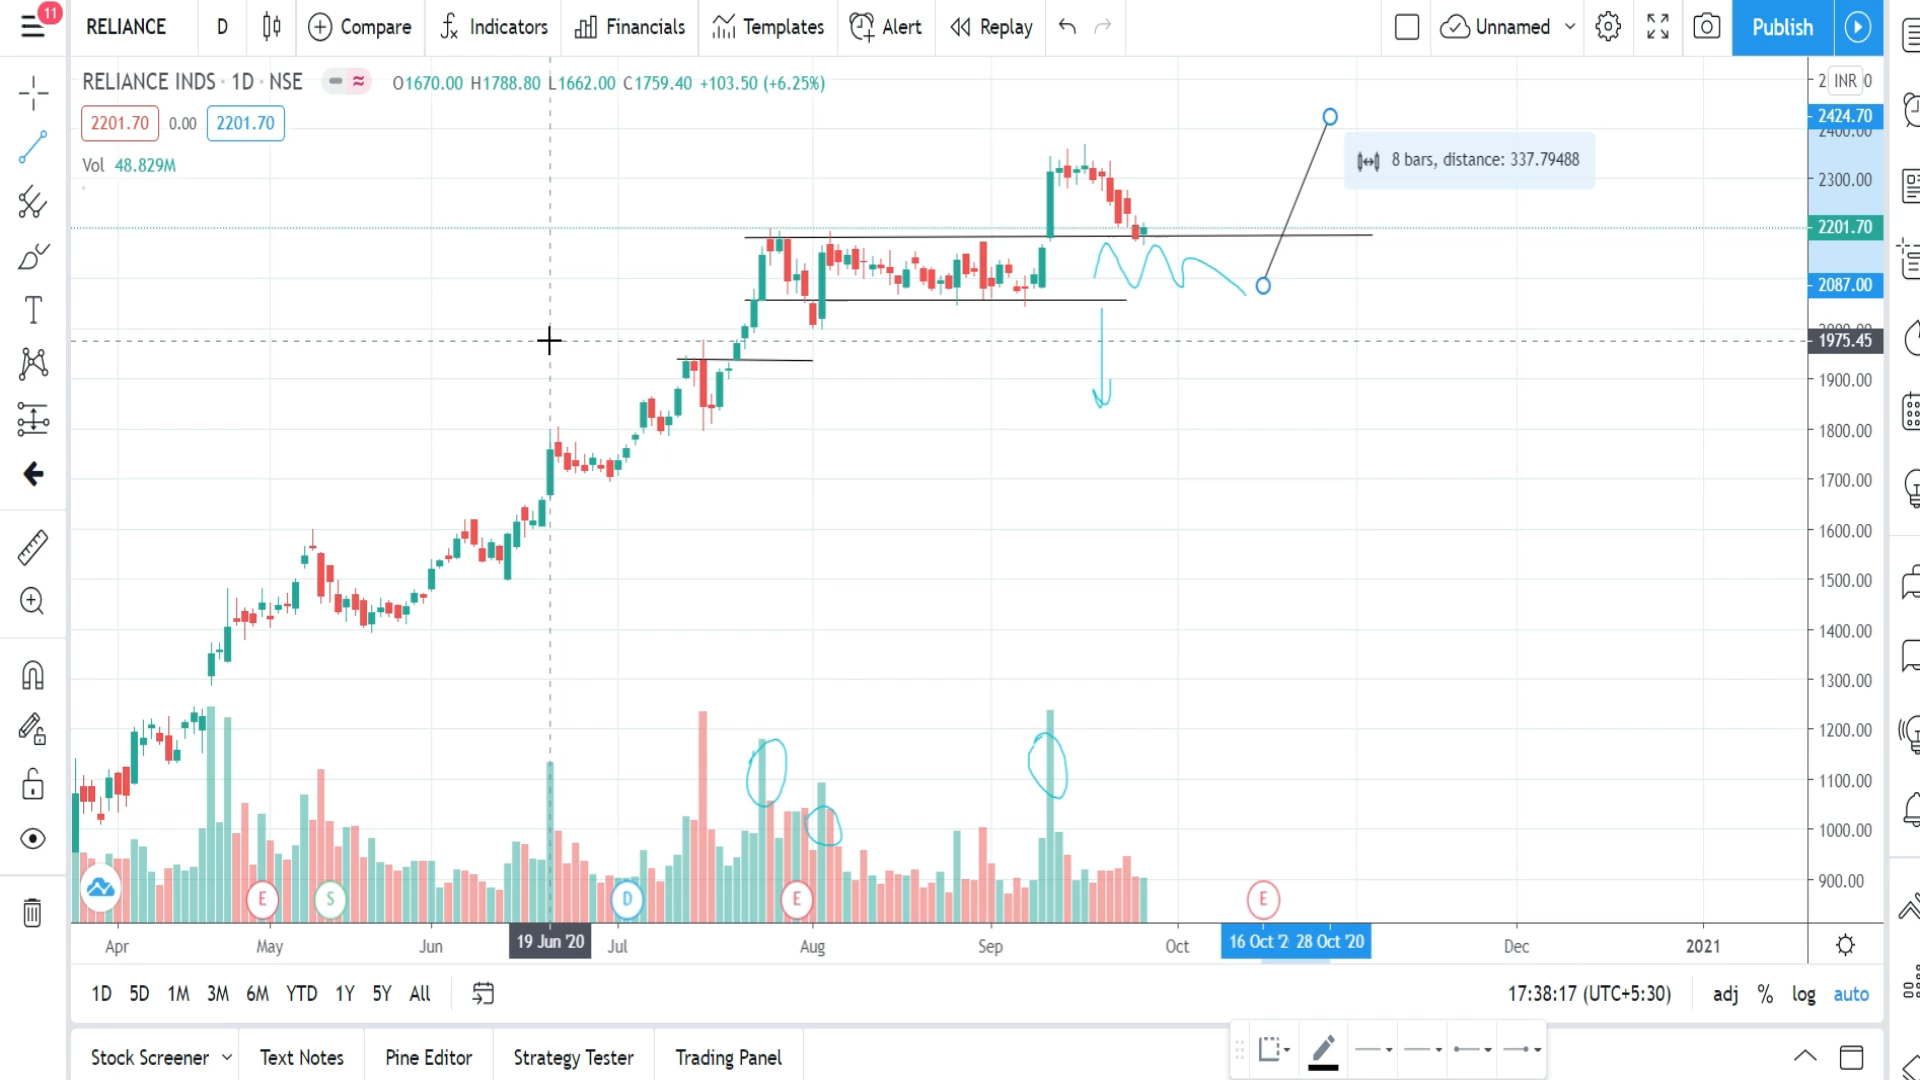 11
RELIANCE D Compare Indicators Financials Templates Alert Replay Unnamed Publish
RELIANCE INDS · 1D · NSE O1670.00 H1788.80 L1662.00 C1759.40 +103.50 (+6.25%)
2201.70 0.00 2201.70
Vol 48.829M
INR
2424.70
2400.00
8 bars, distance: 337.79488
2300.00
2201.70
2087.00
2000.00
1975.45
1900.00
1800.00
1700.00
1600.00
1500.00
1400.00
1300.00
1200.00
1100.00
1000.00
900.00
E S D E E
Apr May Jun 19 Jun '20 Jul Aug Sep Oct 16 Oct '2 28 Oct '20 Dec 2021
1D 5D 1M 3M 6M YTD 1Y 5Y All 17:38:17 (UTC+5:30) adj % log auto
Stock Screener Text Notes Pine Editor Strategy Tester Trading Panel